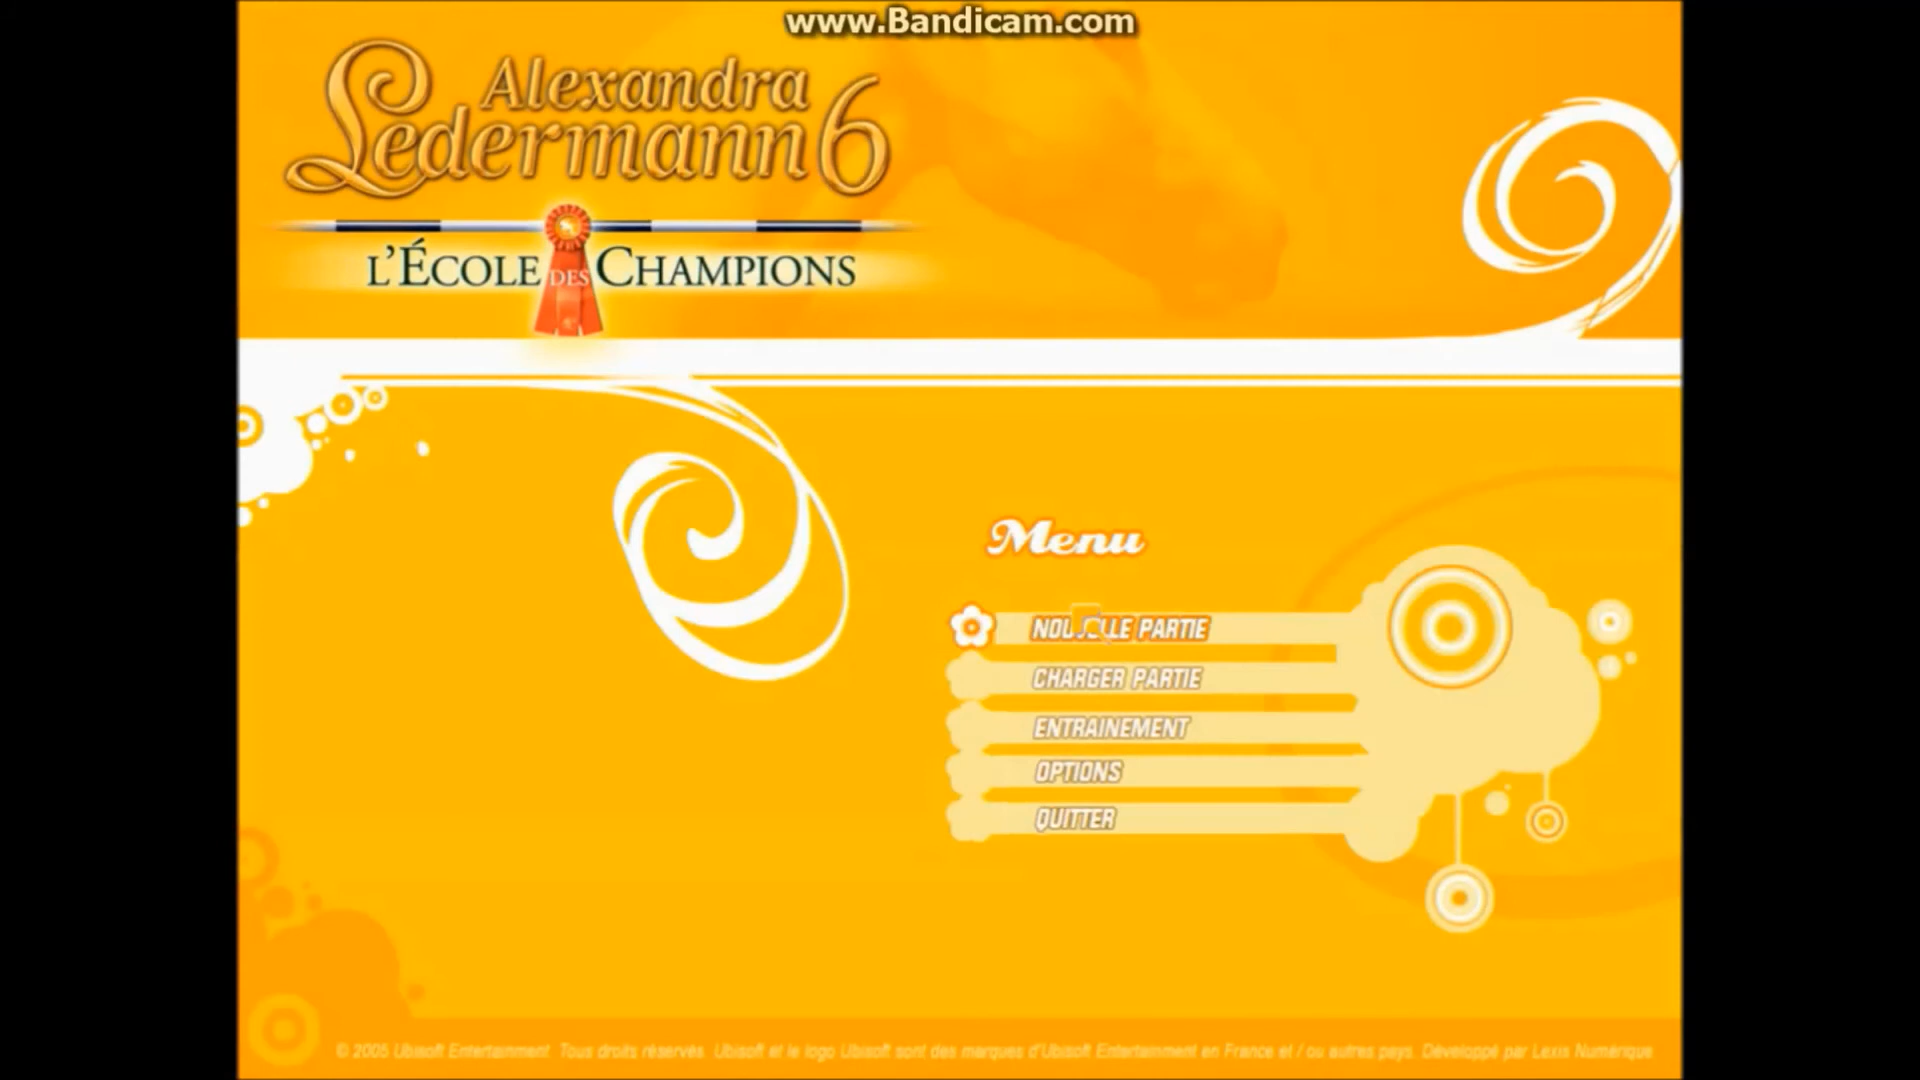 www.Bandicam.com
Alexandra
Ledermann 6
L'ÉCOLE DES CHAMPIONS
Menu
NOUVELLE PARTIE
CHARGER PARTIE
ENTRAINEMENT
OPTIONS
QUITTER
© 2005 Ubisoft Entertainment. Tous droits réservés. Ubisoft et le logo Ubisoft sont des marques d'Ubisoft Entertainment en France et / ou autres pays. Développé par Lexis Numérique